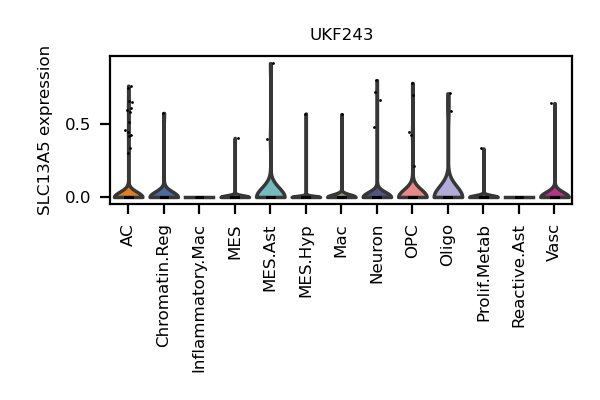 UKF243
SLC13A5 expression
0.5
0.0
AC
Chromatin.Reg
Inflammatory.Mac
MES
MES.Ast
MES.Hyp
Mac
Neuron
OPC
Oligo
Prolif.Metab
Reactive.Ast
Vasc